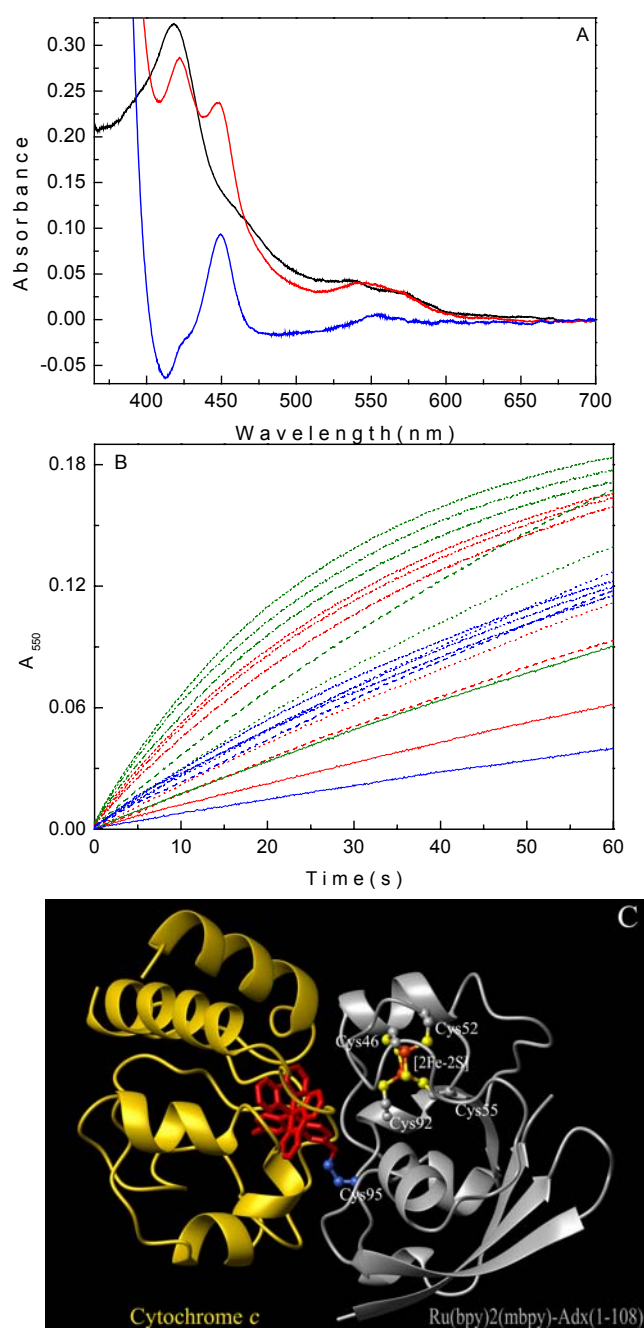 A
0.30
0.25
0.20
0.15
0.10
0.05
0.00
-0.05
Absorbance
400 450 500 550 600 650 700
Wavelength(nm)
B
0.18
0.12
0.06
0.00
A550
0 10 20 30 40 50 60
Time(s)
C
Cys46
Cys52
[2Fe-2S]
Cys55
Cys92
Cys95
Cytochrome c
Ru(bpy)2(mbpy)-Adx(1-108)